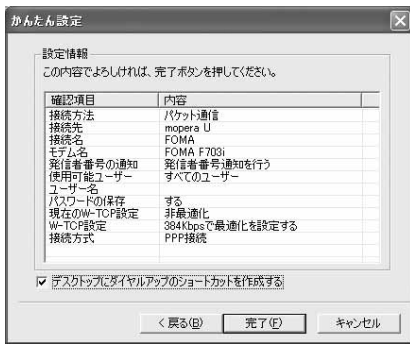 かんたん設定
設定情報
この内容でよろしければ、完了ボタンを押してください。
確認項目 内容
接続方法 パケット通信
接続先 mopera U
接続名 FOMA
モデム名 FOMA F703i
発信者番号の通知 発信者番号通知を行う
使用可能ユーザー すべてのユーザー
ユーザー名
パスワードの保存 する
現在のW-TCP設定 非最適化
W-TCP設定 384Kbpsで最適化を設定する
接続方式 PPP接続
デスクトップにダイヤルアップのショートカットを作成する
< 戻る(B) 完了(F) キャンセル